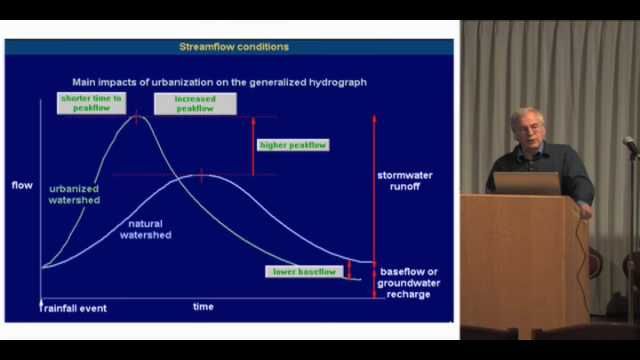 Streamflow conditions
Main impacts of urbanization on the generalized hydrograph
shorter time to
peakflow
increased
peakflow
higher peakflow
flow
urbanized
watershed
natural
watershed
stormwater
runoff
lower baseflow
baseflow or
groundwater
recharge
rainfall event
time